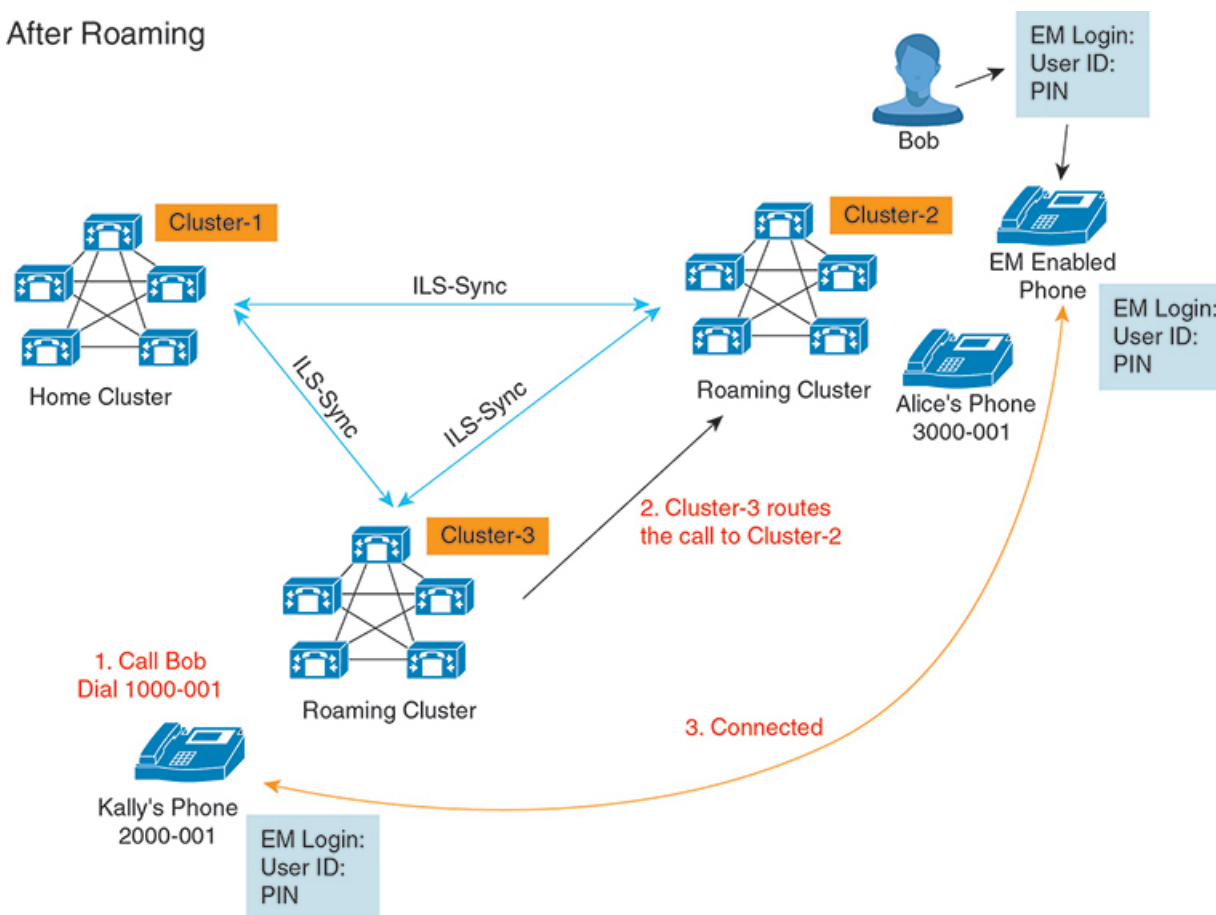 After Roaming
EM Login:
User ID:
PIN
Bob
Cluster-1
Cluster-2
ILS-Sync
EM Enabled
Phone
EM Login:
User ID:
PIN
Home Cluster
ILS-Sync
ILS-Sync
Roaming Cluster
Alice's Phone
3000-001
Cluster-3
2. Cluster-3 routes
the call to Cluster-2
1. Call Bob
Dial 1000-001
Roaming Cluster
3. Connected
Kally's Phone
2000-001
EM Login:
User ID:
PIN